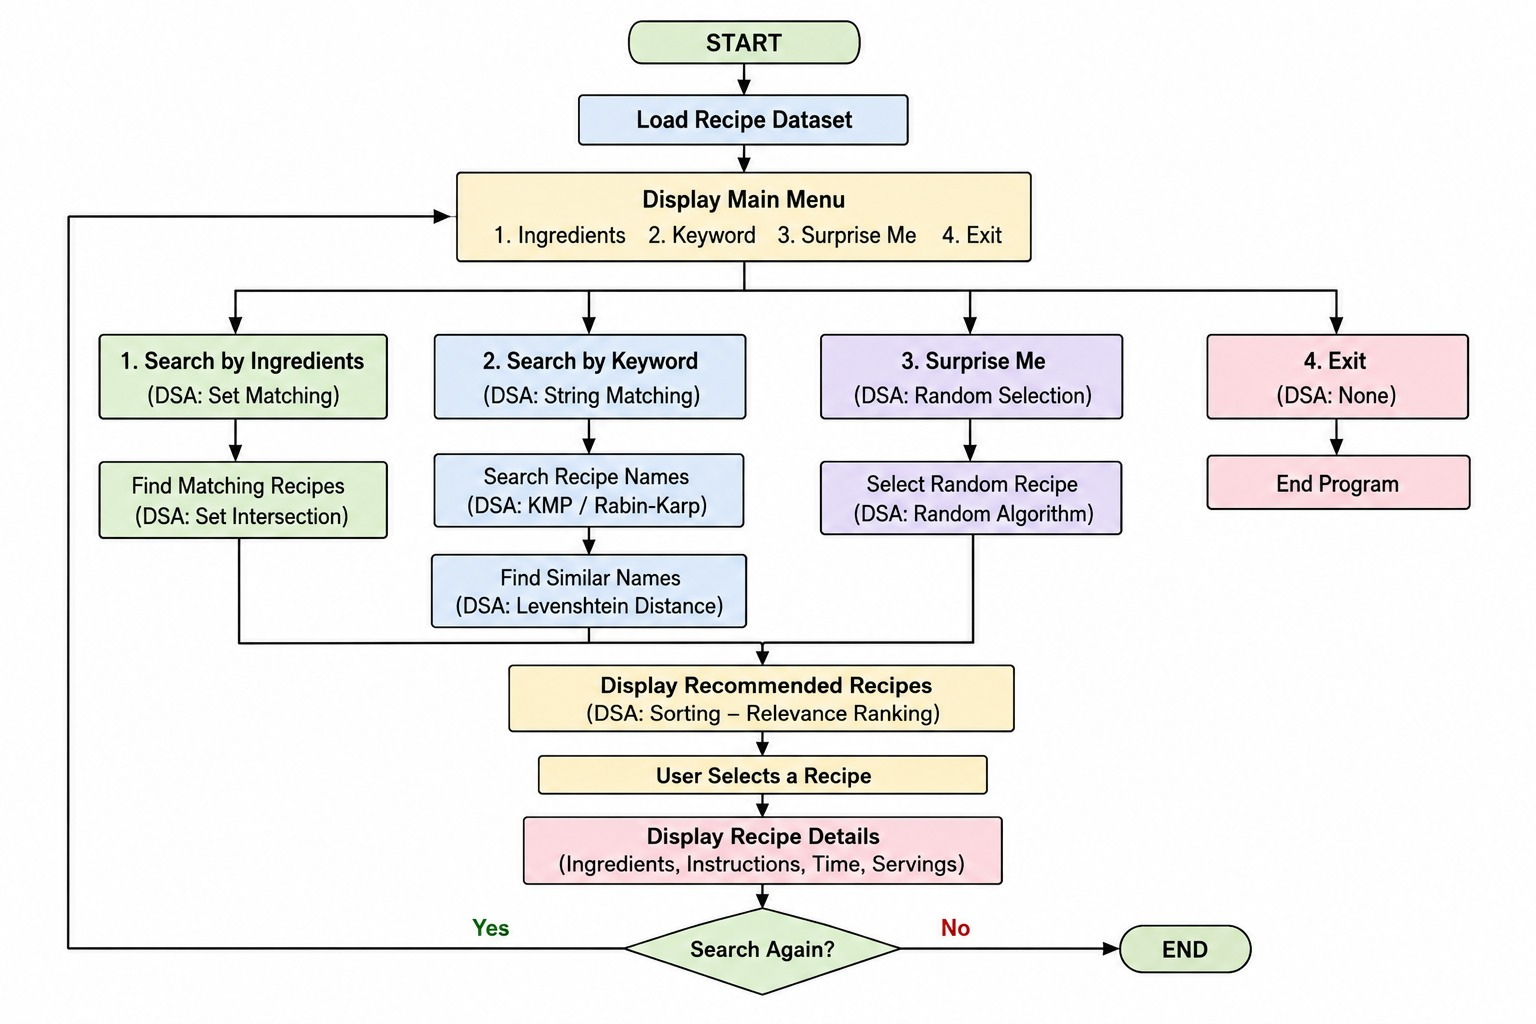 START
Load Recipe Dataset
Display Main Menu
1. Ingredients 2. Keyword 3. Surprise Me 4. Exit
1. Search by Ingredients
(DSA: Set Matching)
2. Search by Keyword
(DSA: String Matching)
3. Surprise Me
(DSA: Random Selection)
4. Exit
(DSA: None)
Find Matching Recipes
(DSA: Set Intersection)
Search Recipe Names
(DSA: KMP / Rabin-Karp)
Select Random Recipe
(DSA: Random Algorithm)
End Program
Find Similar Names
(DSA: Levenshtein Distance)
Display Recommended Recipes
(DSA: Sorting – Relevance Ranking)
User Selects a Recipe
Display Recipe Details
(Ingredients, Instructions, Time, Servings)
Yes
No
Search Again?
END